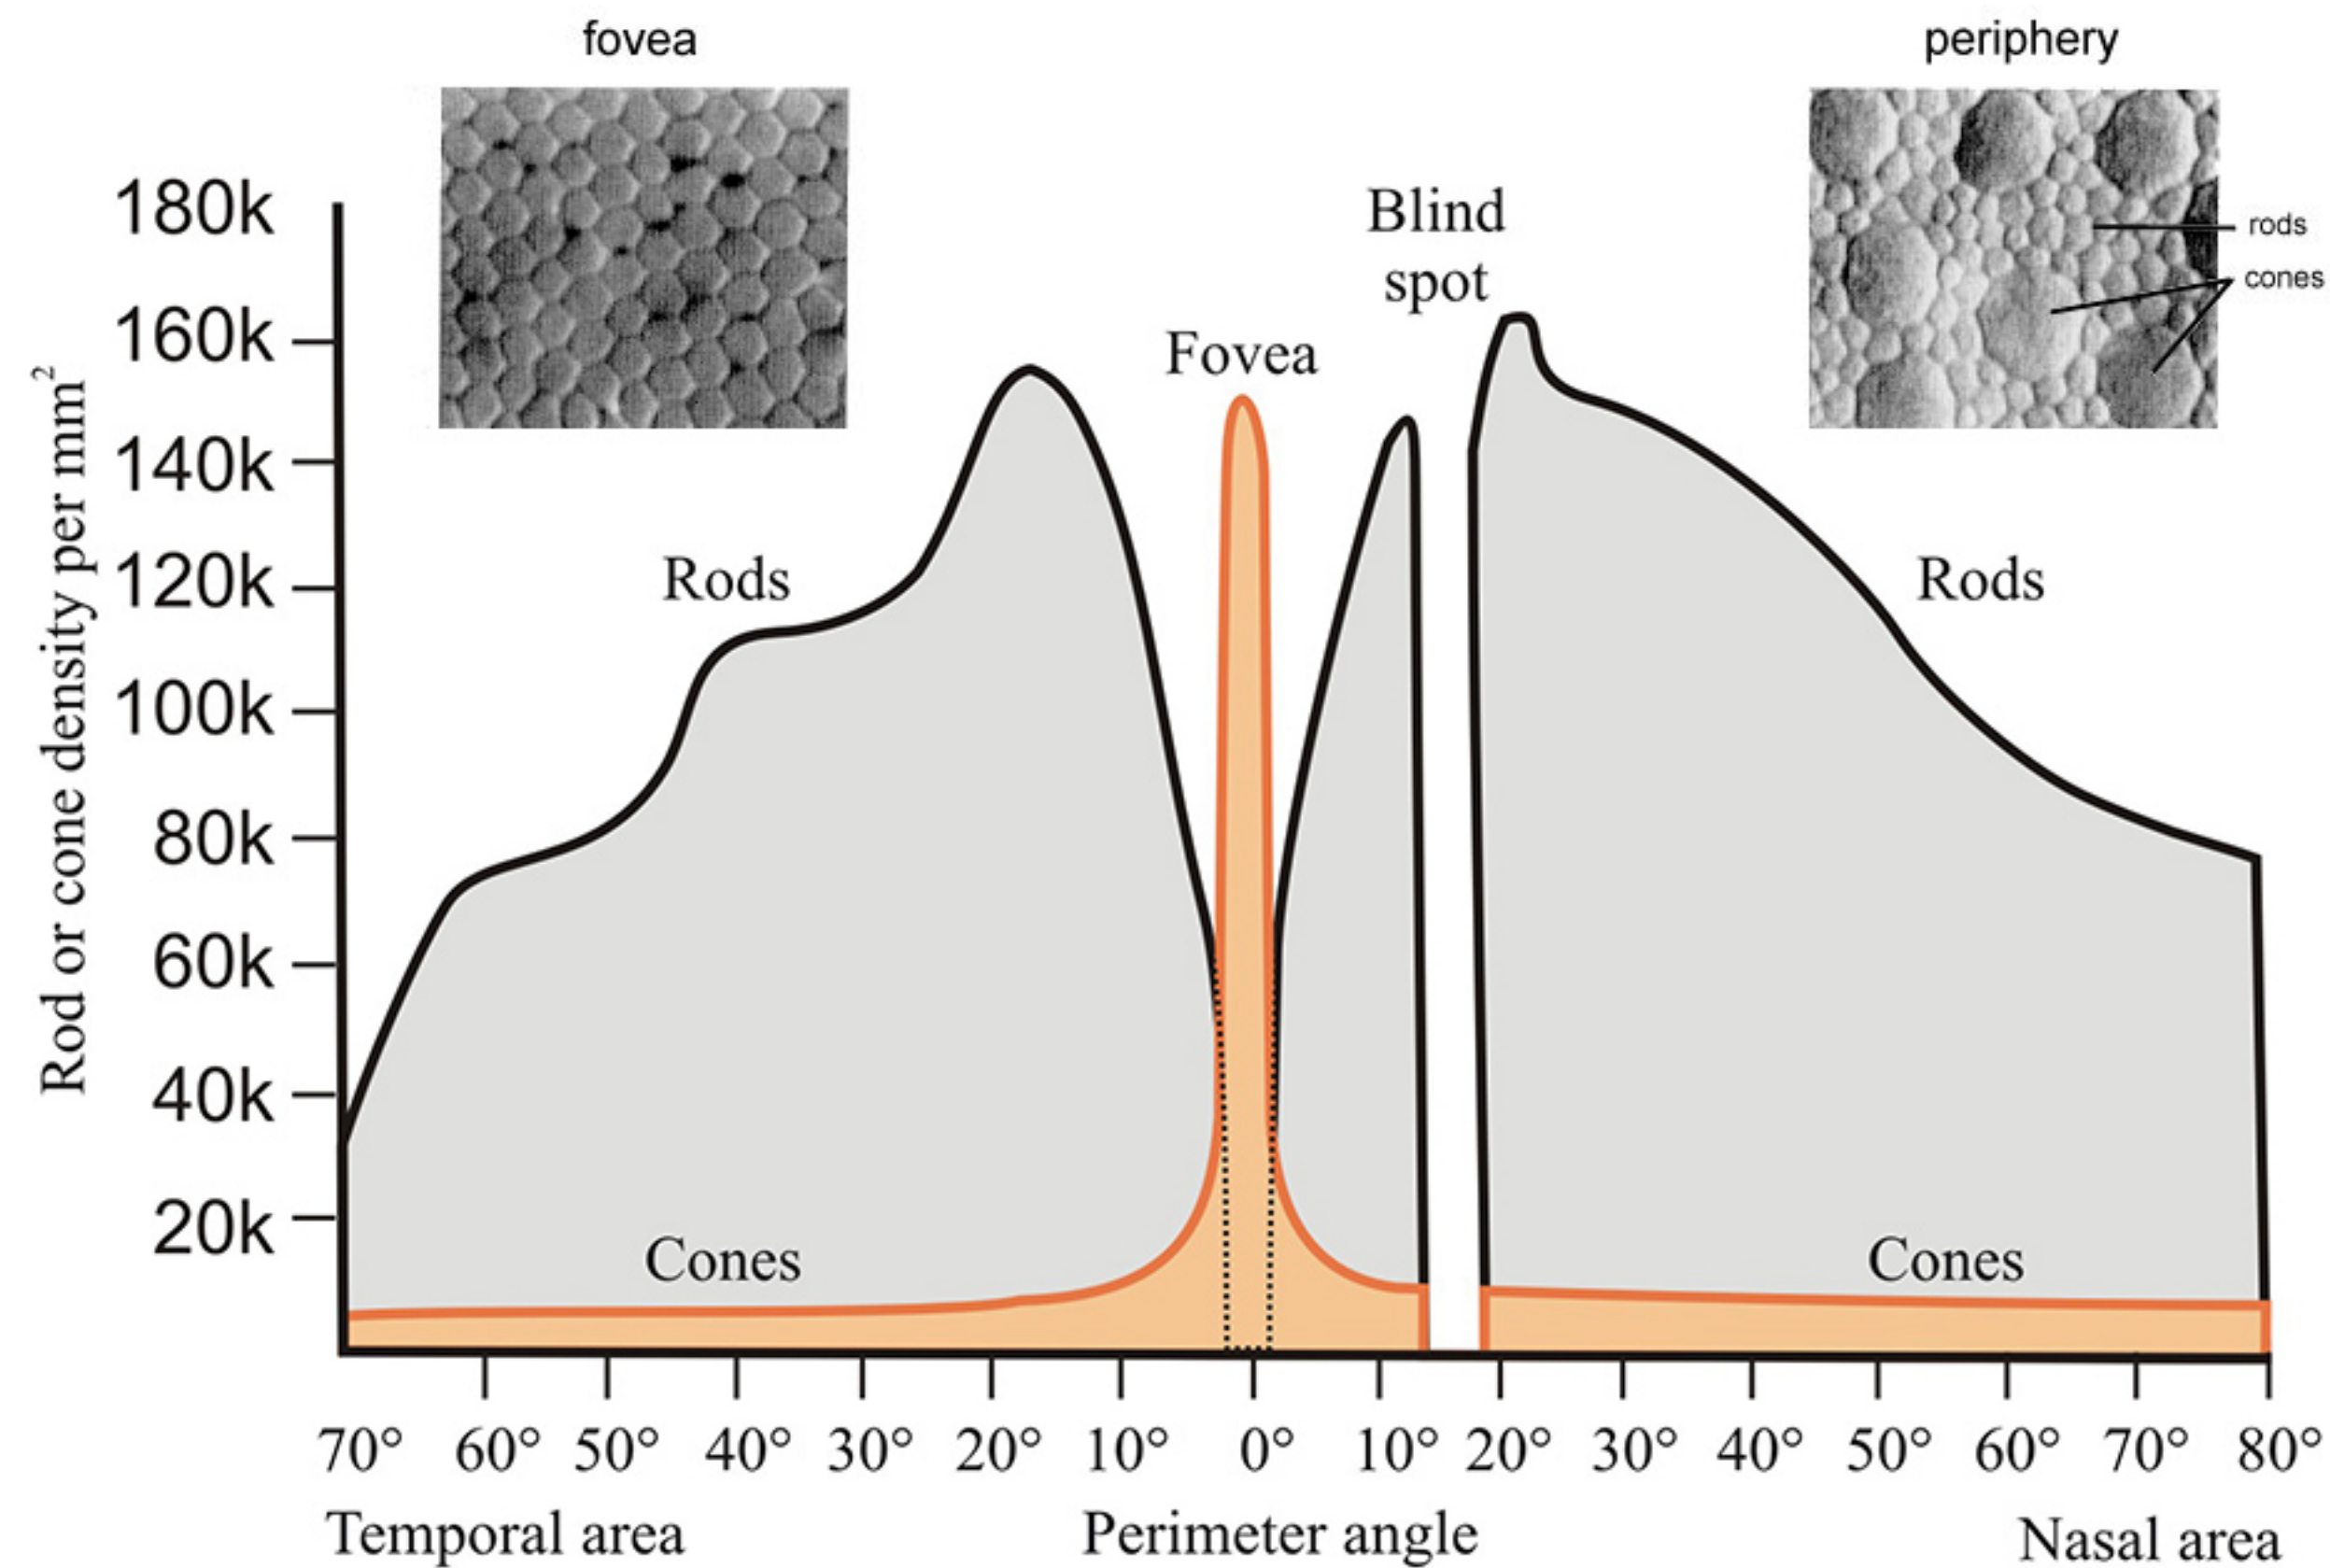 fovea
periphery
rods
cones
Blind
spot
Fovea
Rods
Rods
Cones
Cones
Rod or cone density per mm²
180k
160k
140k
120k
100k
80k
60k
40k
20k
70° 60° 50° 40° 30° 20° 10° 0° 10° 20° 30° 40° 50° 60° 70° 80°
Temporal area Perimeter angle Nasal area